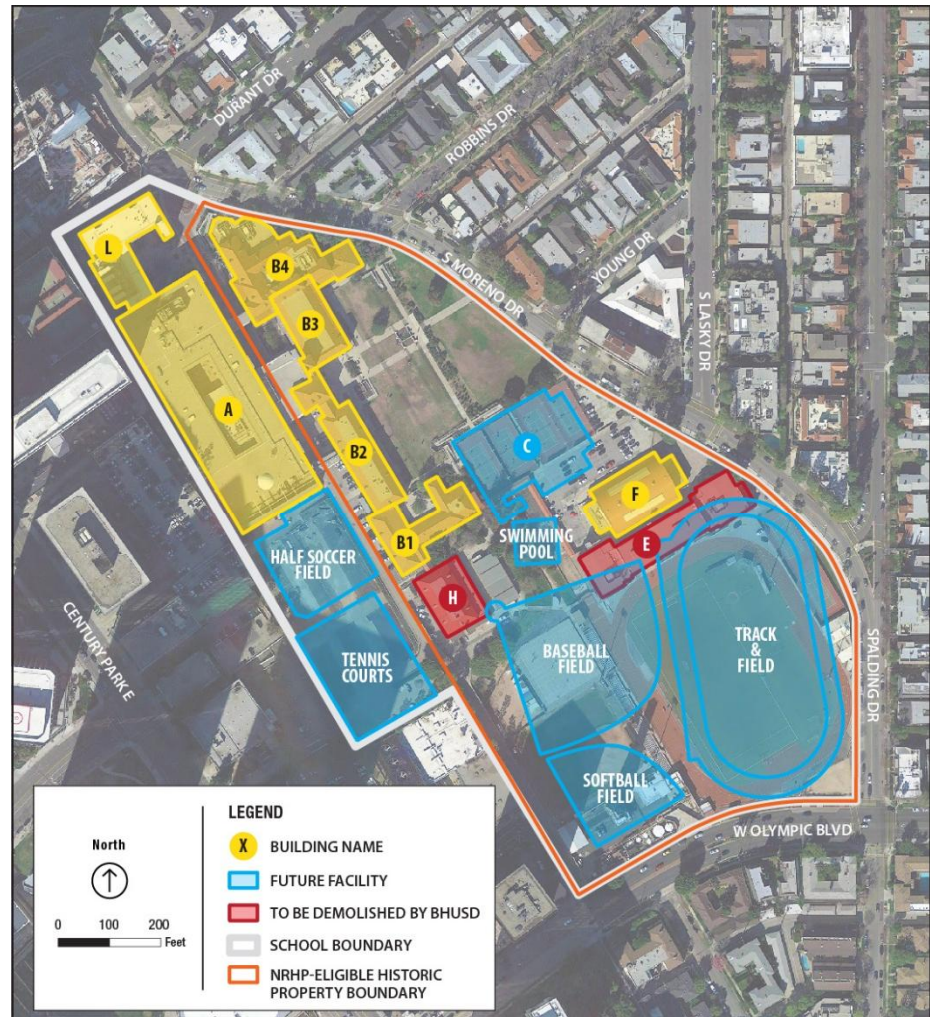 DURANT DR
ROBBINS DR
S MORENO DR
YOUNG DR
S LASKY DR
L
B4
B3
A
B2
C
F
B1
SWIMMING
POOL
E
HALF SOCCER
FIELD
H
CENTURY PARK E
TENNIS
COURTS
BASEBALL
FIELD
TRACK
&
FIELD
SPALDING DR
SOFTBALL
FIELD
W OLYMPIC BLVD
North
0 100 200
Feet
LEGEND
X BUILDING NAME
FUTURE FACILITY
TO BE DEMOLISHED BY BHUSD
SCHOOL BOUNDARY
NRHP-ELIGIBLE HISTORIC
PROPERTY BOUNDARY